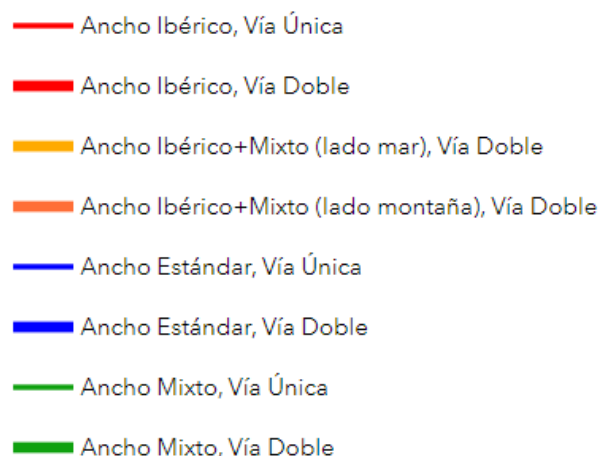 Ancho Ibérico, Vía Única
Ancho Ibérico, Vía Doble
Ancho Ibérico+Mixto (lado mar), Vía Doble
Ancho Ibérico+Mixto (lado montaña), Vía Doble
Ancho Estándar, Vía Única
Ancho Estándar, Vía Doble
Ancho Mixto, Vía Única
Ancho Mixto, Vía Doble